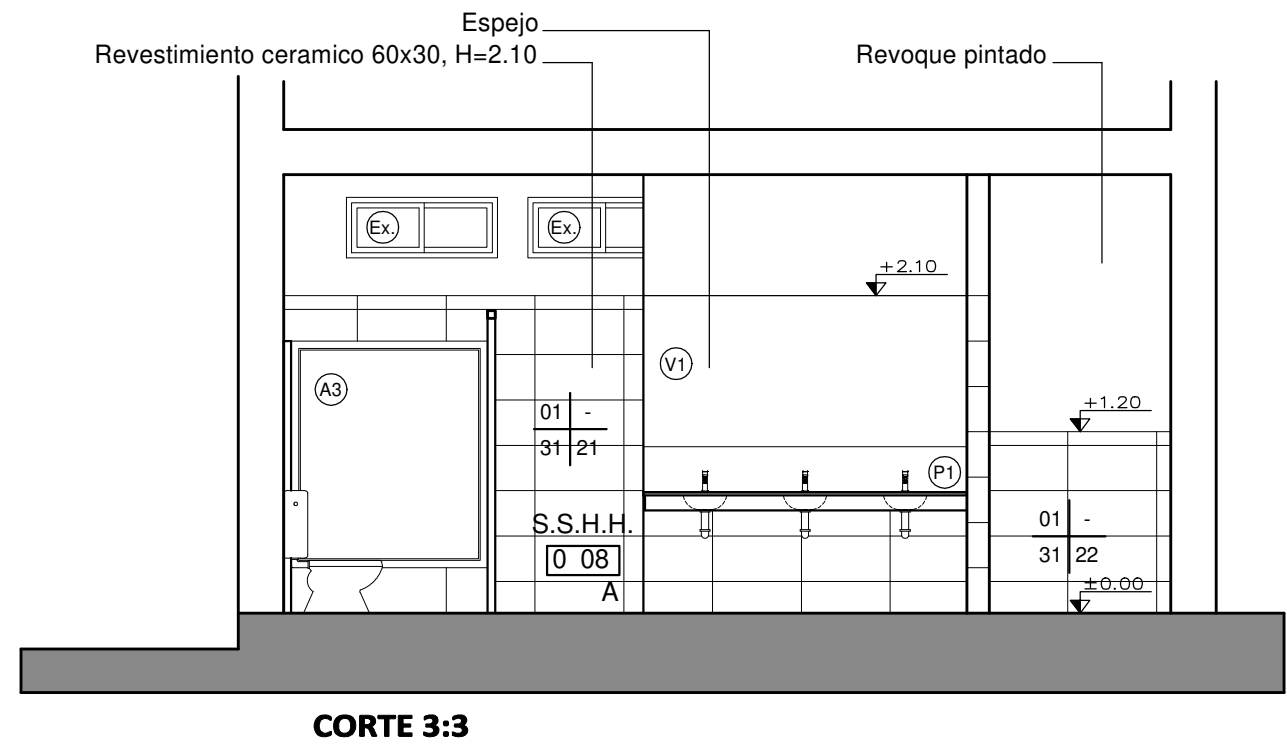 Espejo
Revestimiento ceramico 60x30, H=2.10
Revoque pintado
Ex.
Ex.
+2.10
V1
A3
+1.20
01 -
31 21
P1
S.S.H.H.
0 08
A
01 -
31 22
±0.00
CORTE 3:3